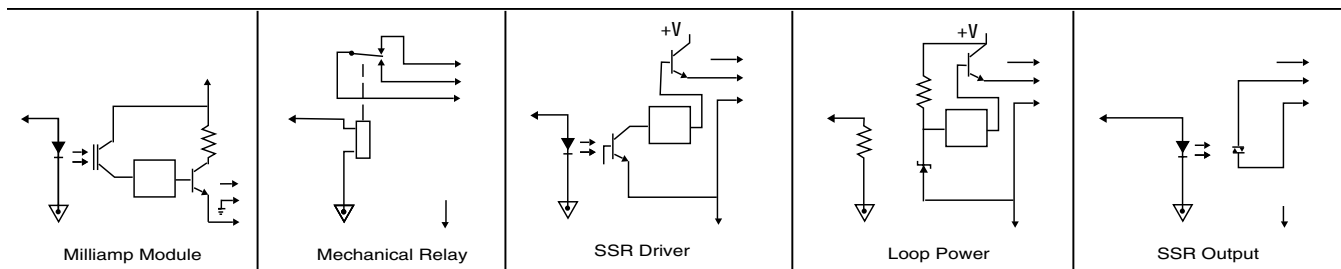 +V
+V
Milliamp Module
Mechanical Relay
SSR Driver
Loop Power
SSR Output